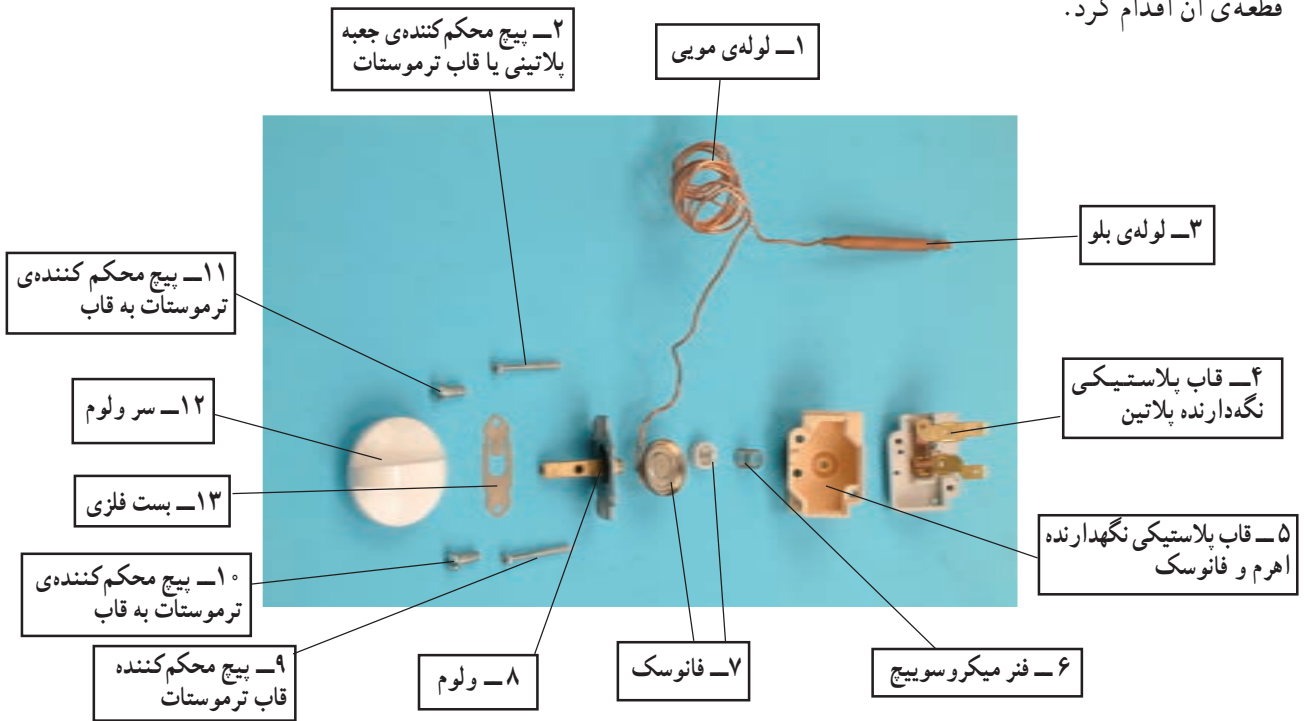 قطعه‌ی آن اقدام کرد.
۲ــ پیچ محکم‌کننده‌ی جعبه
پلاتینی یا قاب ترموستات
۱ــ لوله‌ی مویی
۳ــ لوله‌ی بلو
۱۱ــ پیچ محکم کننده‌ی
ترموستات به قاب
۴ــ قاب پلاستیکی
نگه‌دارنده پلاتین
۱۲ــ سر ولوم
۱۳ــ بست فلزی
۵ ــ قاب پلاستیکی نگهدارنده
اهرم و فانوسک
۱۰ــ پیچ محکم‌کننده‌ی
ترموستات به قاب
۹ــ پیچ محکم‌کننده
قاب ترموستات
۸ ــ ولوم
۷ــ فانوسک
۶ ــ فنر میکروسوییچ